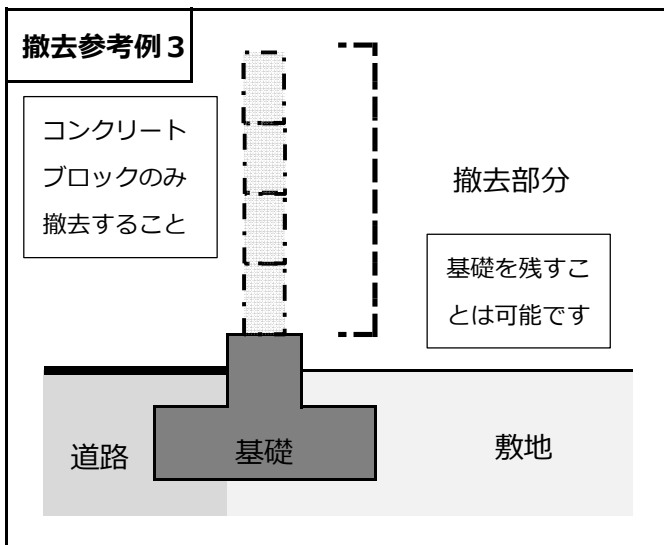 撤去参考例３
コンクリート
ブロックのみ
撤去すること
撤去部分
基礎を残すこ
とは可能です
道路
基礎
敷地